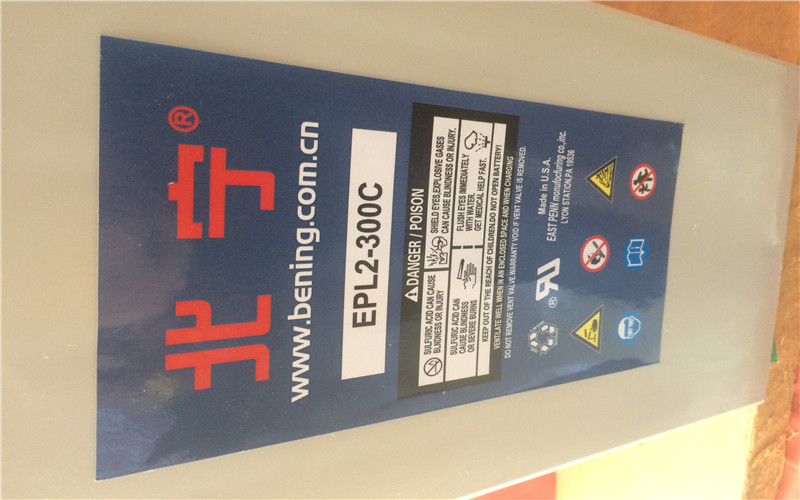 北宁®
www.bening.com.cn
EPL2-300C
DANGER / POISON
SULFURIC ACID CAN CAUSE
BLINDNESS OR INJURY
SHIELD EYES,EXPLOSIVE GASES
CAN CAUSE BLINDNESS OR INJURY.
SULFURIC ACID CAN
CAUSE BLINDNESS
OR SEVERE BURNS
FLUSH EYES IMMEDIATELY
WITH WATER.
GET MEDICAL HELP FAST.
KEEP OUT OF THE REACH OF CHILDREN.DO NOT OPEN BATTERY!
VENTILATE WELL WHEN IN AN ENCLOSED SPACE AND WHEN CHARGING
DO NOT REMOVE VENT VALVE.WARRANTY VOID IF VENT VALVE IS REMOVED.
Made in U.S.A.
EAST PENN manufacturing co.,inc.
LYON STATION,PA 19536